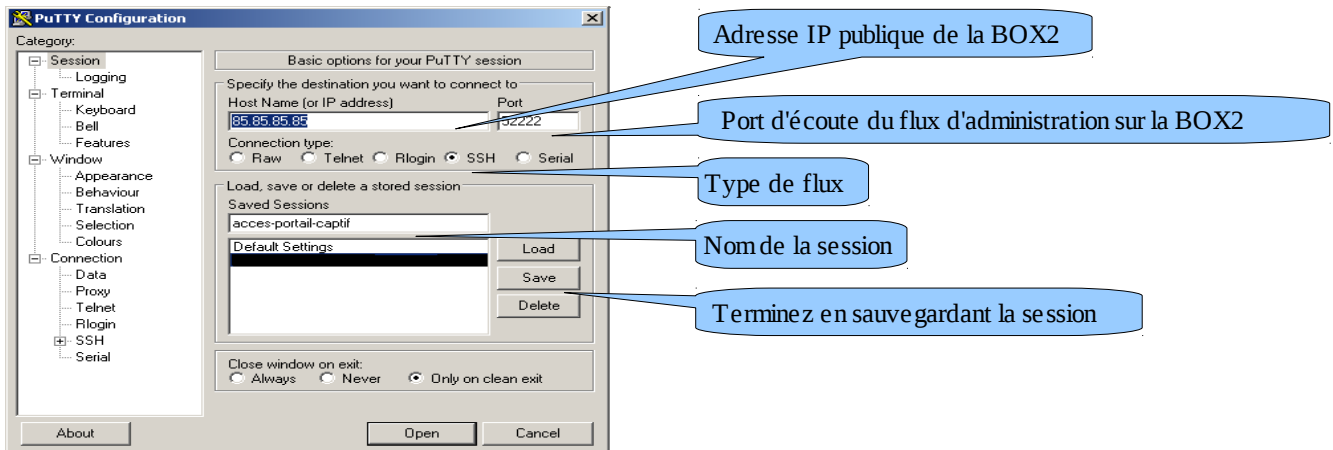 PuTTY Configuration
Category:
Session
Logging
Terminal
Keyboard
Bell
Features
Window
Appearance
Behaviour
Translation
Selection
Colours
Connection
Data
Proxy
Telnet
Rlogin
SSH
Serial
Basic options for your PuTTY session
Specify the destination you want to connect to
Host Name (or IP address) Port
85.85.85.85 52222
Connection type:
Raw Telnet Rlogin SSH Serial
Load, save or delete a stored session
Saved Sessions
acces-portail-captif
Default Settings
Load
Save
Delete
Close window on exit:
Always Never Only on clean exit
About Open Cancel
Adresse IP publique de la BOX2
Port d'écoute du flux d'administration sur la BOX2
Type de flux
Nom de la session
Terminez en sauvegardant la session